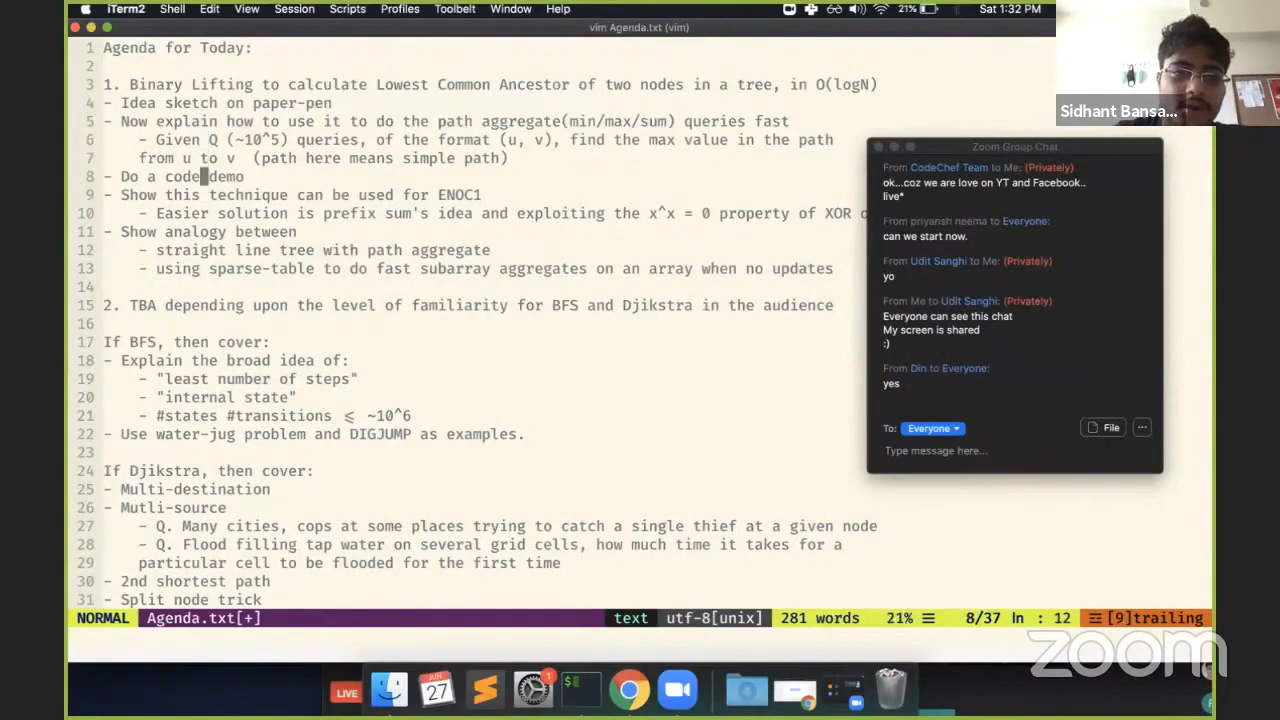 iTerm2 Shell Edit View Session Scripts Profiles Toolbelt Window Help 21% Sat 1:32 PM
vim Agenda.txt (vim)
1 Agenda for Today:
2
3 1. Binary Lifting to calculate Lowest Common Ancestor of two nodes in a tree, in O(logN)
4 - Idea sketch on paper-pen
5 - Now explain how to use it to do the path aggregate(min/max/sum) queries fast
6 - Given Q (~10^5) queries, of the format (u, v), find the max value in the path
7 from u to v (path here means simple path)
8 - Do a code demo
9 - Show this technique can be used for ENOC1
10 - Easier solution is prefix sum's idea and exploiting the x^x = 0 property of XOR o
11 - Show analogy between
12 - straight line tree with path aggregate
13 - using sparse-table to do fast subarray aggregates on an array when no updates
14
15 2. TBA depending upon the level of familiarity for BFS and Djikstra in the audience
16
17 If BFS, then cover:
18 - Explain the broad idea of:
19 - "least number of steps"
20 - "internal state"
21 - #states #transitions ⩽ ~10^6
22 - Use water-jug problem and DIGJUMP as examples.
23
24 If Djikstra, then cover:
25 - Multi-destination
26 - Mutli-source
27 - Q. Many cities, cops at some places trying to catch a single thief at a given node
28 - Q. Flood filling tap water on several grid cells, how much time it takes for a
29 particular cell to be flooded for the first time
30 - 2nd shortest path
31 - Split node trick
NORMAL Agenda.txt[+] text utf-8[unix] 281 words 21% ☰ 8/37 ln : 12 ☲ [9]trailing
Sidhant Bansa...
Zoom Group Chat
From CodeChef Team to Me: (Privately)
ok...coz we are love on YT and Facebook..
live*
From priyansh neema to Everyone:
can we start now.
From Udit Sanghi to Me: (Privately)
yo
From Me to Udit Sanghi: (Privately)
Everyone can see this chat
My screen is shared
:)
From Din to Everyone:
yes
To: Everyone File ...
Type message here...
zoom
LIVE JUN 27 1 $